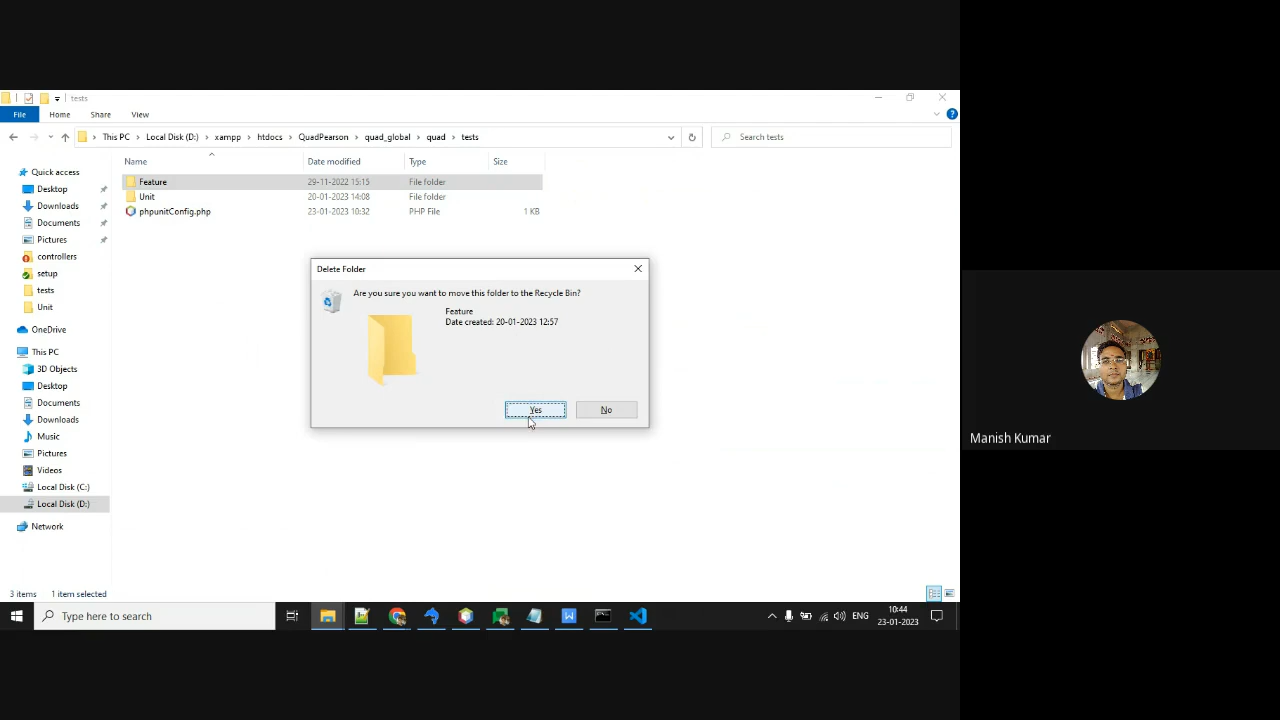 tests
File
Home
Share
View
This PC
Local Disk (D:)
xampp
htdocs
QuadPearson
quad_global
quad
tests
Search tests
Name
Date modified
Type
Size
Feature
29-11-2022 15:15
File folder
Unit
20-01-2023 14:08
File folder
phpunitConfig.php
23-01-2023 10:32
PHP File
1 KB
Quick access
Desktop
Downloads
Documents
Pictures
controllers
setup
tests
Unit
OneDrive
This PC
3D Objects
Desktop
Documents
Downloads
Music
Pictures
Videos
Local Disk (C:)
Local Disk (D:)
Network
Delete Folder
Are you sure you want to move this folder to the Recycle Bin?
Feature
Date created: 20-01-2023 12:57
Yes
No
Manish Kumar
3 items
1 item selected
Type here to search
ENG
10:44
23-01-2023